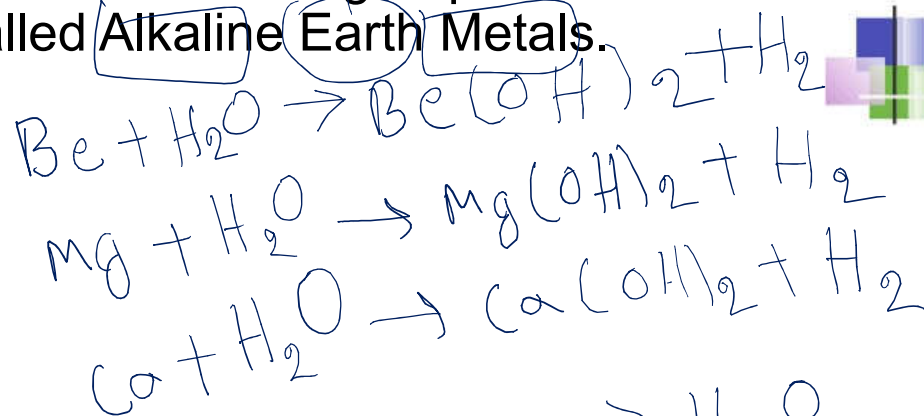 lled Alkaline Earth Metals.
Be + H₂O → Be(OH)₂ + H₂
Mg + H₂O → Mg(OH)₂ + H₂
Ca + H₂O → Ca(OH)₂ + H₂